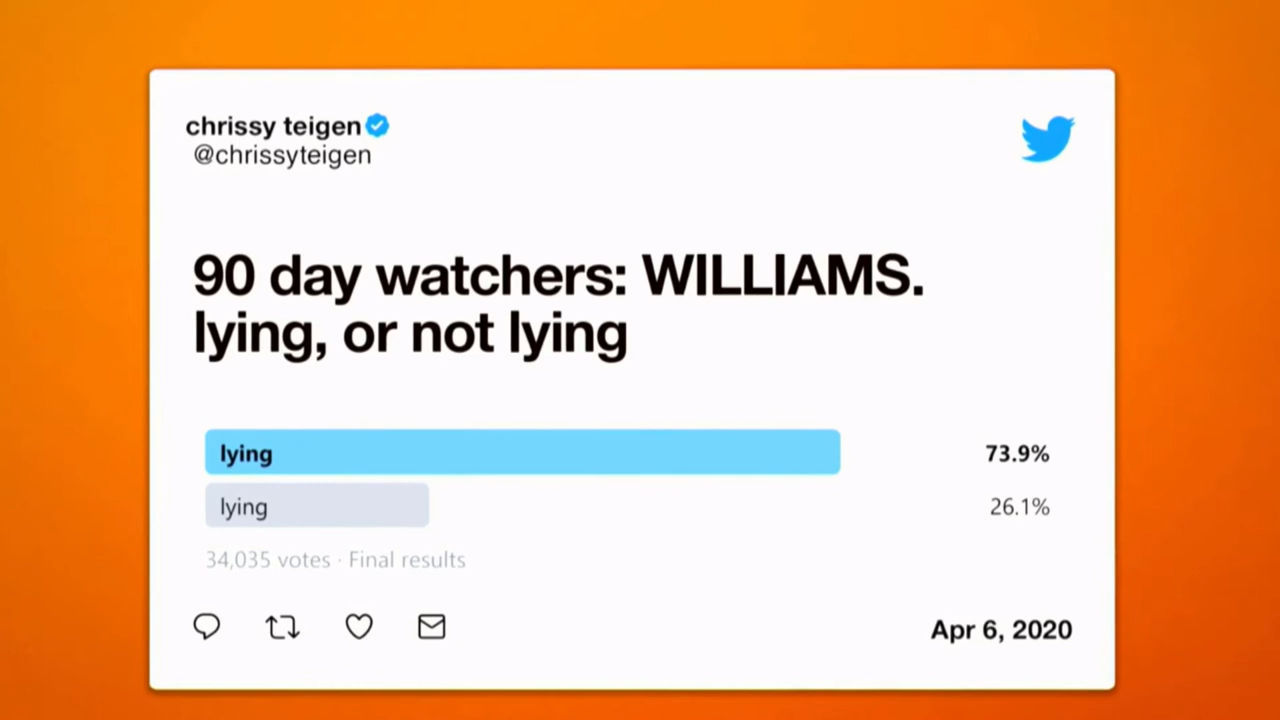 chrissy teigen
@chrissyteigen
90 day watchers: WILLIAMS.
lying, or not lying
lying 73.9%
lying 26.1%
34,035 votes · Final results
Apr 6, 2020